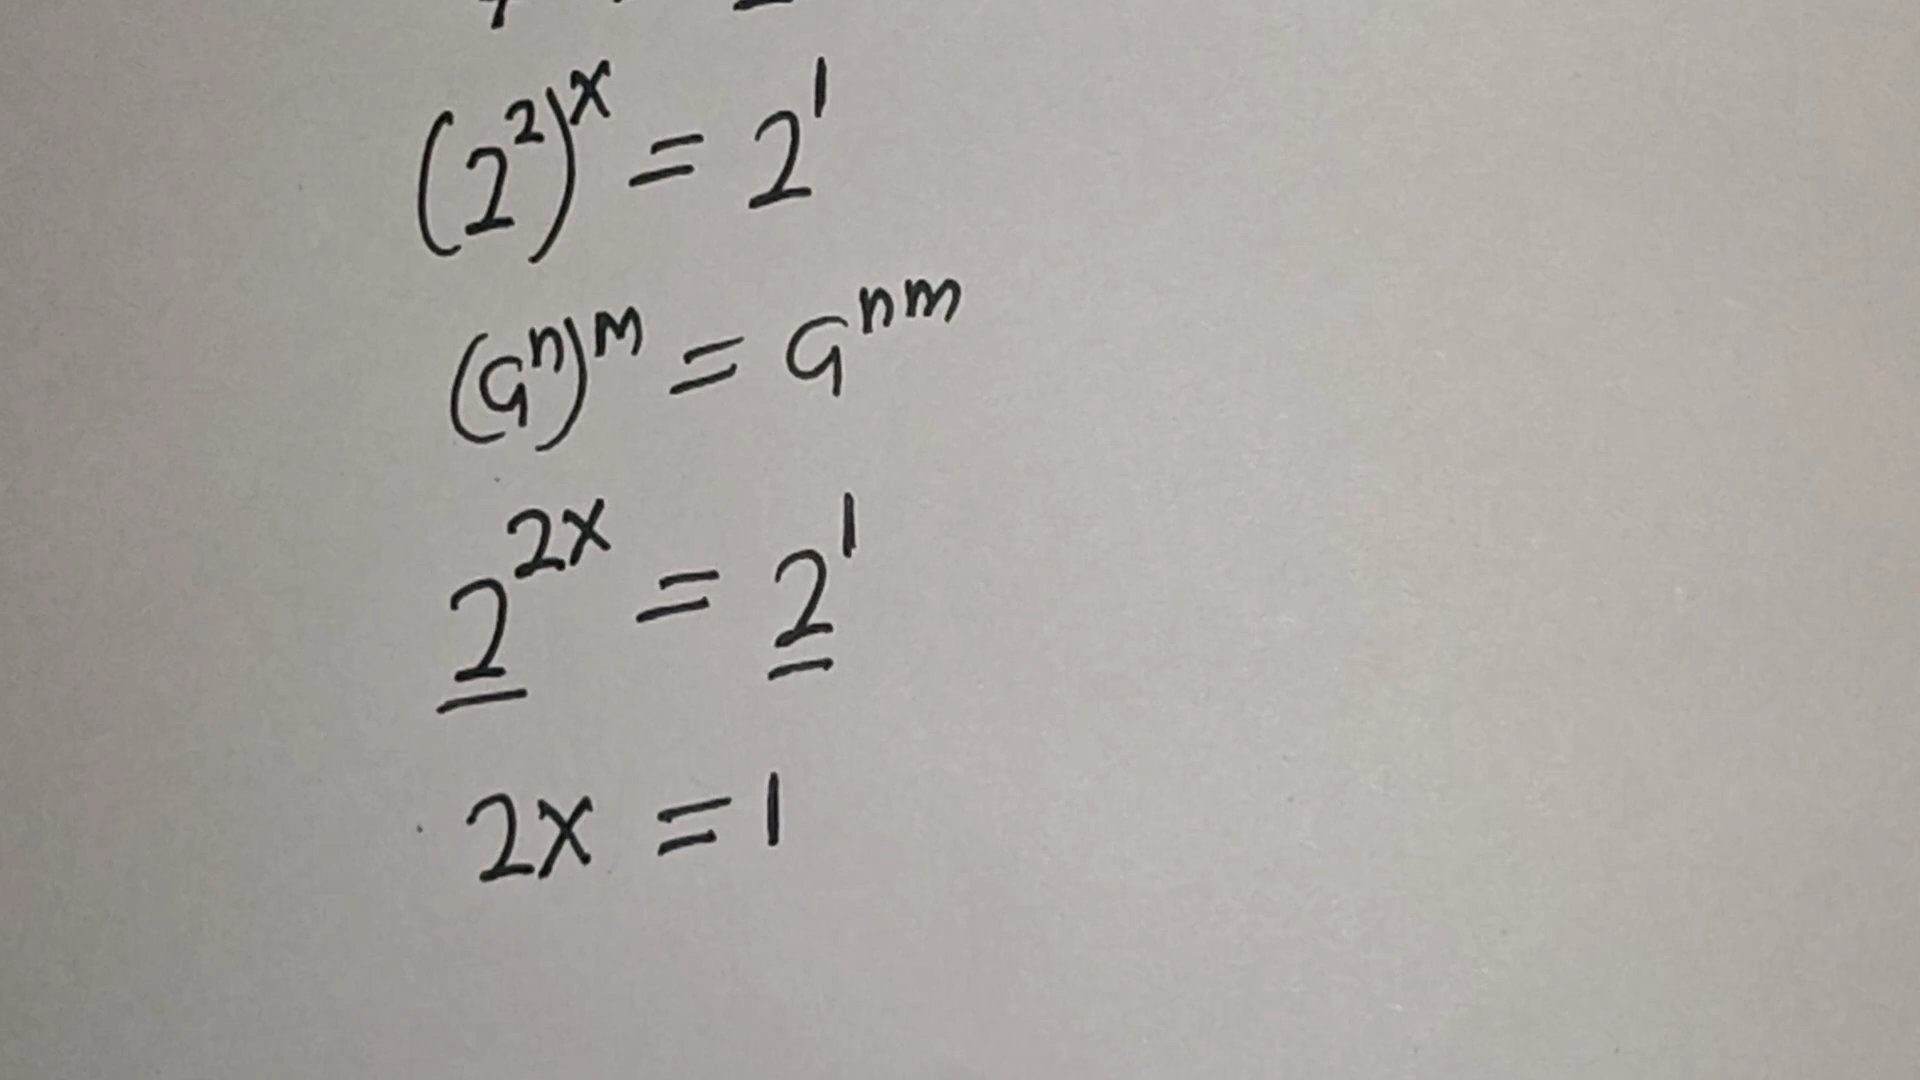 (2²)ˣ = 2¹
(aⁿ)ᵐ = aⁿᵐ
2²ˣ = 2¹
2x = 1